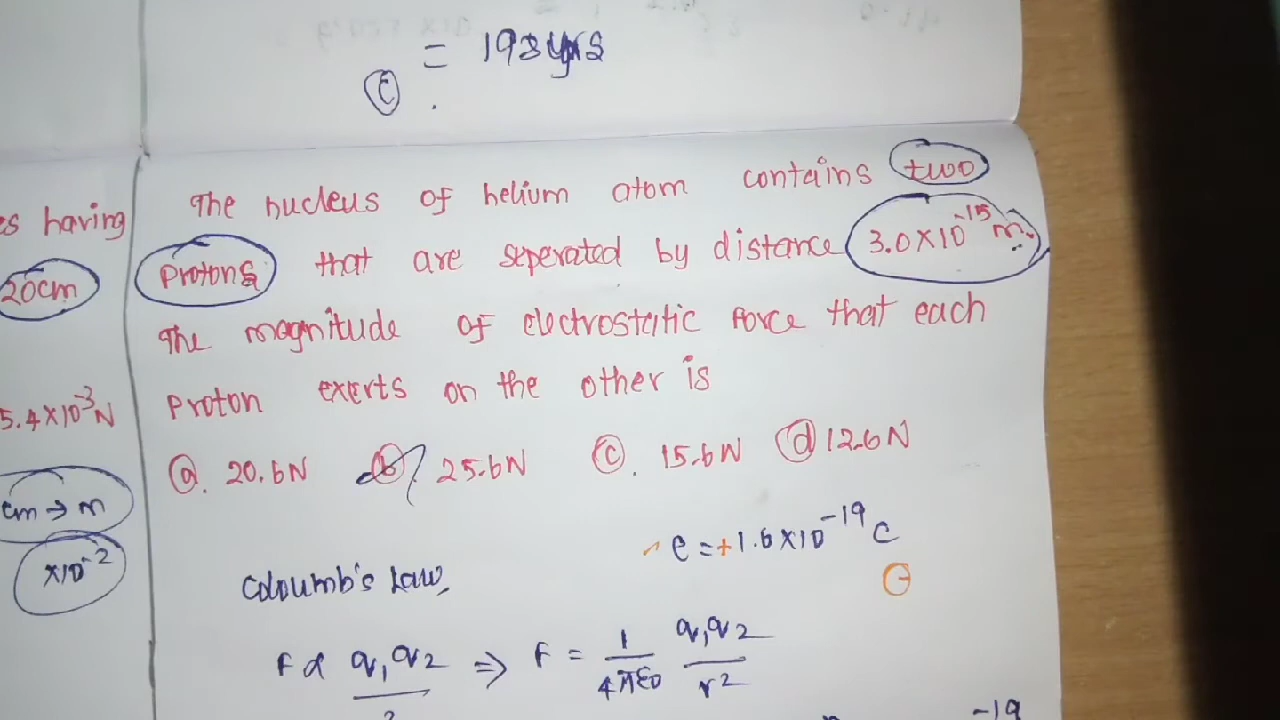 = 198 yrs
c
The nucleus of helium atom contains two
protons that are seperated by distance 3.0×10⁻¹⁵ m.
The magnitude of electrostatic force that each
proton exerts on the other is
a. 20.6N b 25.6N c. 15.6N d 12.6N
e = +1.6×10⁻¹⁹ C
Coloumb's Law,
F ∝ q₁q₂ ⇒ F = 1/4πε₀ q₁q₂/r²
-19
es having
20cm
5.4×10⁻³N
cm → m
×10⁻²